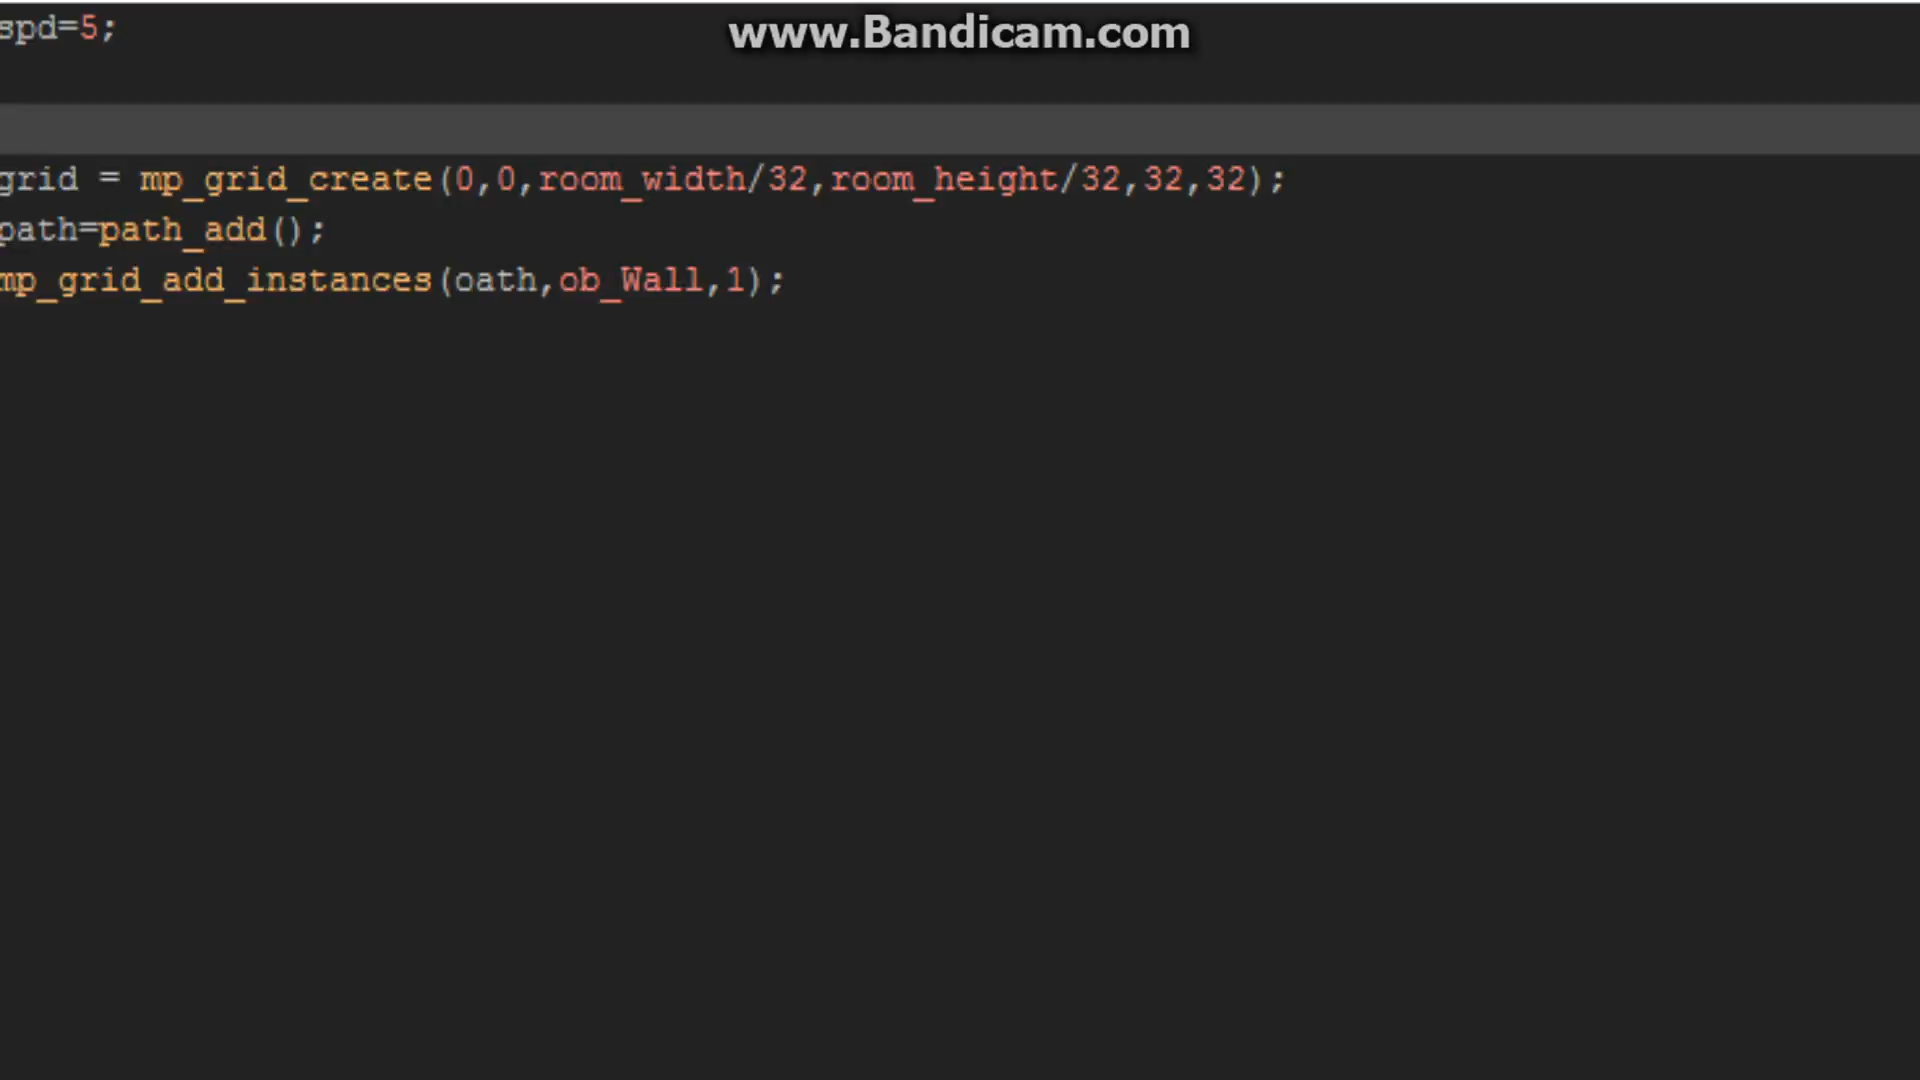 spd=5;
www.Bandicam.com
grid = mp_grid_create(0,0,room_width/32,room_height/32,32,32);
path=path_add();
mp_grid_add_instances(oath,ob_Wall,1);